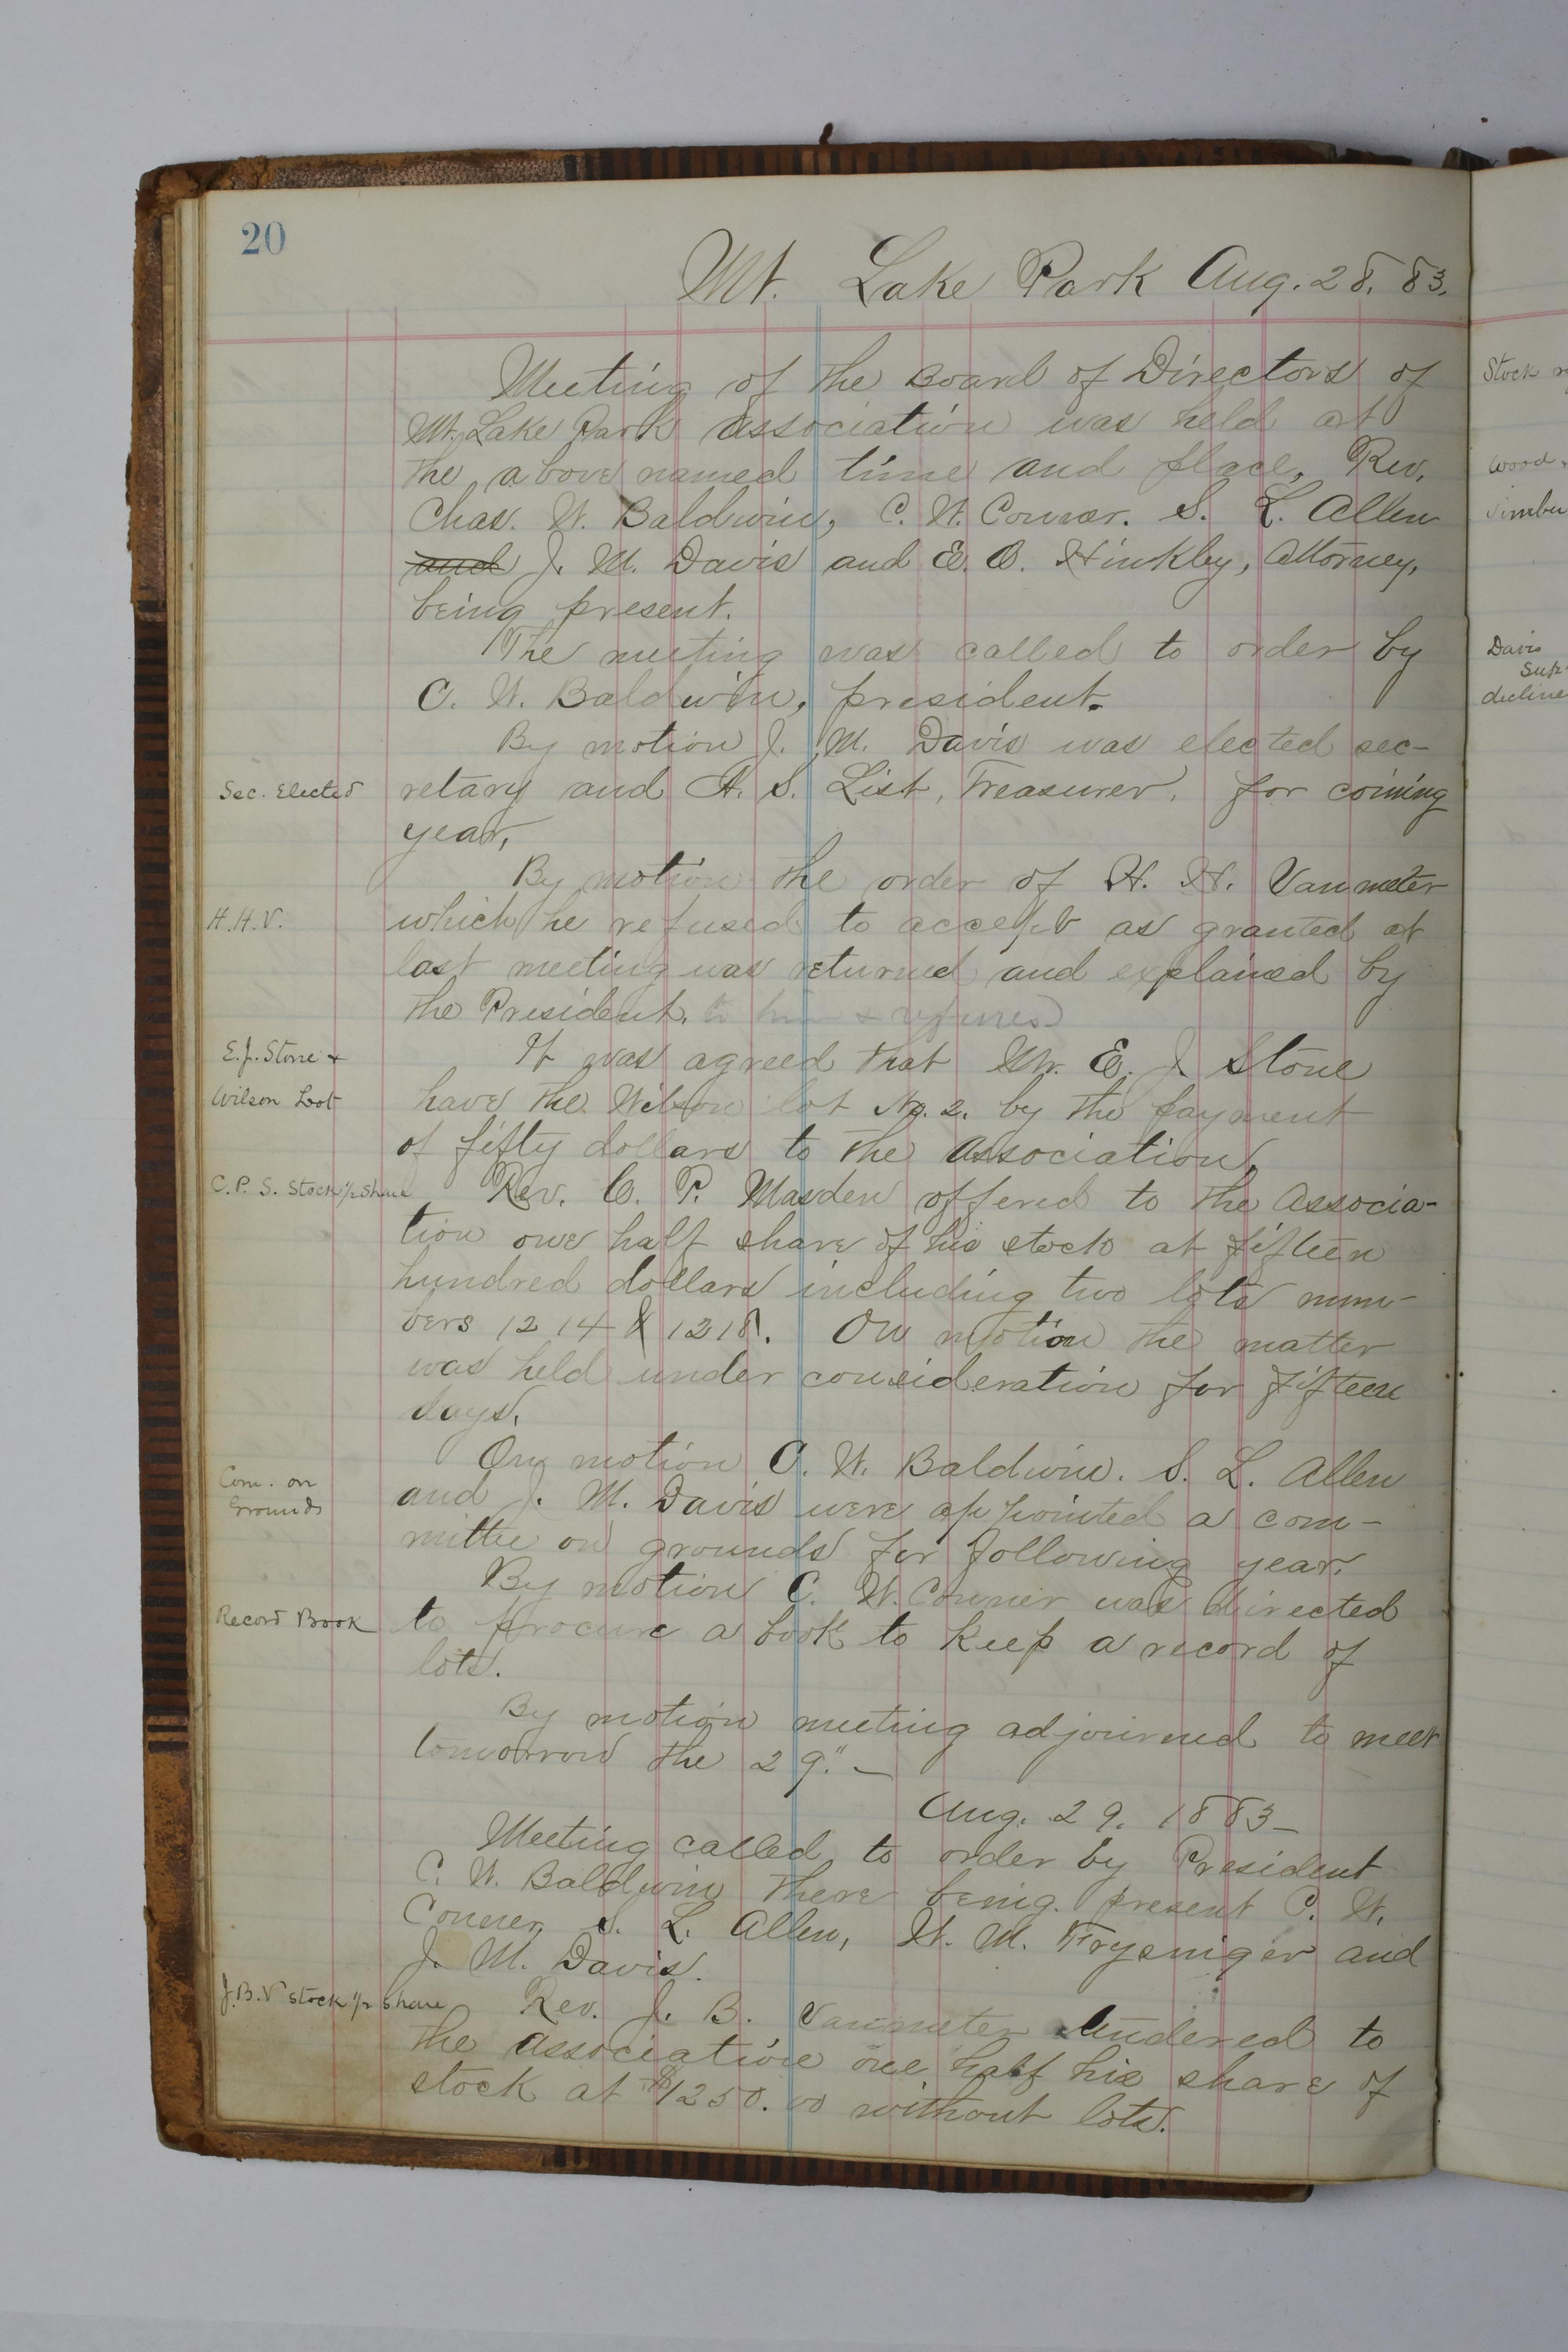 20
Mt. Lake Park Aug. 28. 83.
Meeting of the Board of Directors of
Mt. Lake Park Association was held at
the above named time and place, Rev.
Chas. W. Baldwin, C. W. Conner. S. L. Allen
and J. M. Davis and E. O. Hinkley, Attorney,
being present.
The meeting was called to order by
C. W. Baldwin, president.
By motion J. M. Davis was elected sec-
Sec. Elected
retary and A. S. List, Treasurer, for coming
year,
By motion the order of H. H. Vanmeter
H.H.V.
which he refused to accept as granted at
last meeting was returned and explained by
the President. to him & refused
E.J. Stone &
Wilson Lot
It was agreed that Mr. E. J. Stone
have the Wilson lot No. 2. by the payment
of fifty dollars to the Association.
C. P. S. Stock 1/2 Share
Rev. C. P. Masden offered to the Associa-
tion one half share of his stock at fifteen
hundred dollars including two lots num-
bers 1214 & 1218. On motion the matter
was held under consideration for fifteen
days.
On motion C. W. Baldwin. S. L. Allen
Com. on
Grounds
and J. M. Davis were appointed a com-
mittee on grounds for following year.
By motion C. W. Conner was directed
Record Book
to procure a book to keep a record of
lots.
By motion meeting adjourned to meet
tomorrow the 29." —
Aug. 29. 1883 —
Meeting called to order by President
C. W. Baldwin there being present C. W.
Conner, S. L. Allen, W. M. Frysniger and
J. M. Davis.
J.B.V stock 1/2 share
Rev. J. B. Vanmeter tendered to
the association one half his share of
stock at $1250.00 without lots.
Stock
Wood
Davis
Sup.
decline